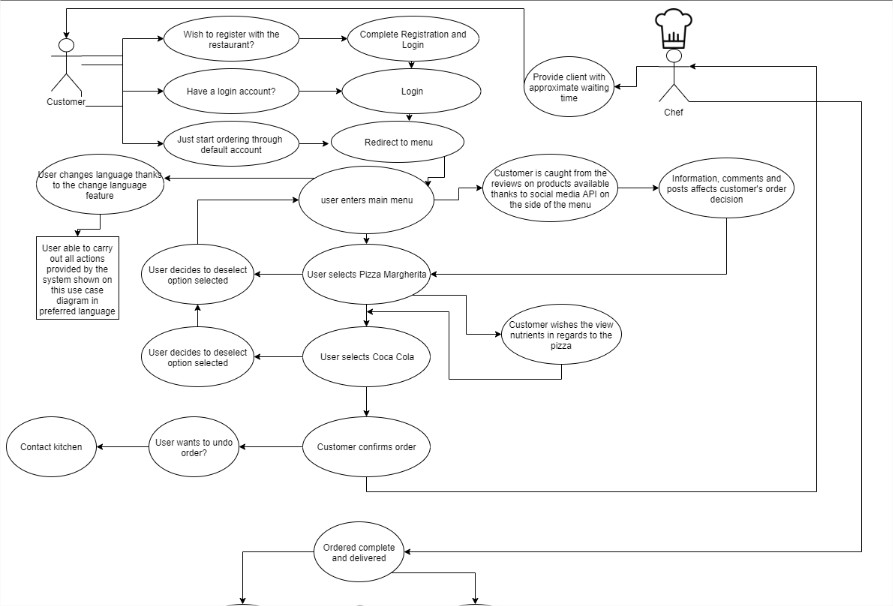 Wish to register with the
restaurant?
Complete Registration and
Login
Customer
Have a login account?
Login
Provide client with
approximate waiting
time
Chef
Just start ordering through
default account
Redirect to menu
User changes language thanks
to the change language
feature
user enters main menu
Customer is caught from the
reviews on products available
thanks to social media API on
the side of the menu
Information, comments and
posts affects customer's order
decision
User able to carry
out all actions
provided by the
system shown on
this use case
diagram in
preferred language
User decides to deselect
option selected
User selects Pizza Margherita
Customer wishes the view
nutrients in regards to the
pizza
User decides to deselect
option selected
User selects Coca Cola
Contact kitchen
User wants to undo
order?
Customer confirms order
Ordered complete
and delivered